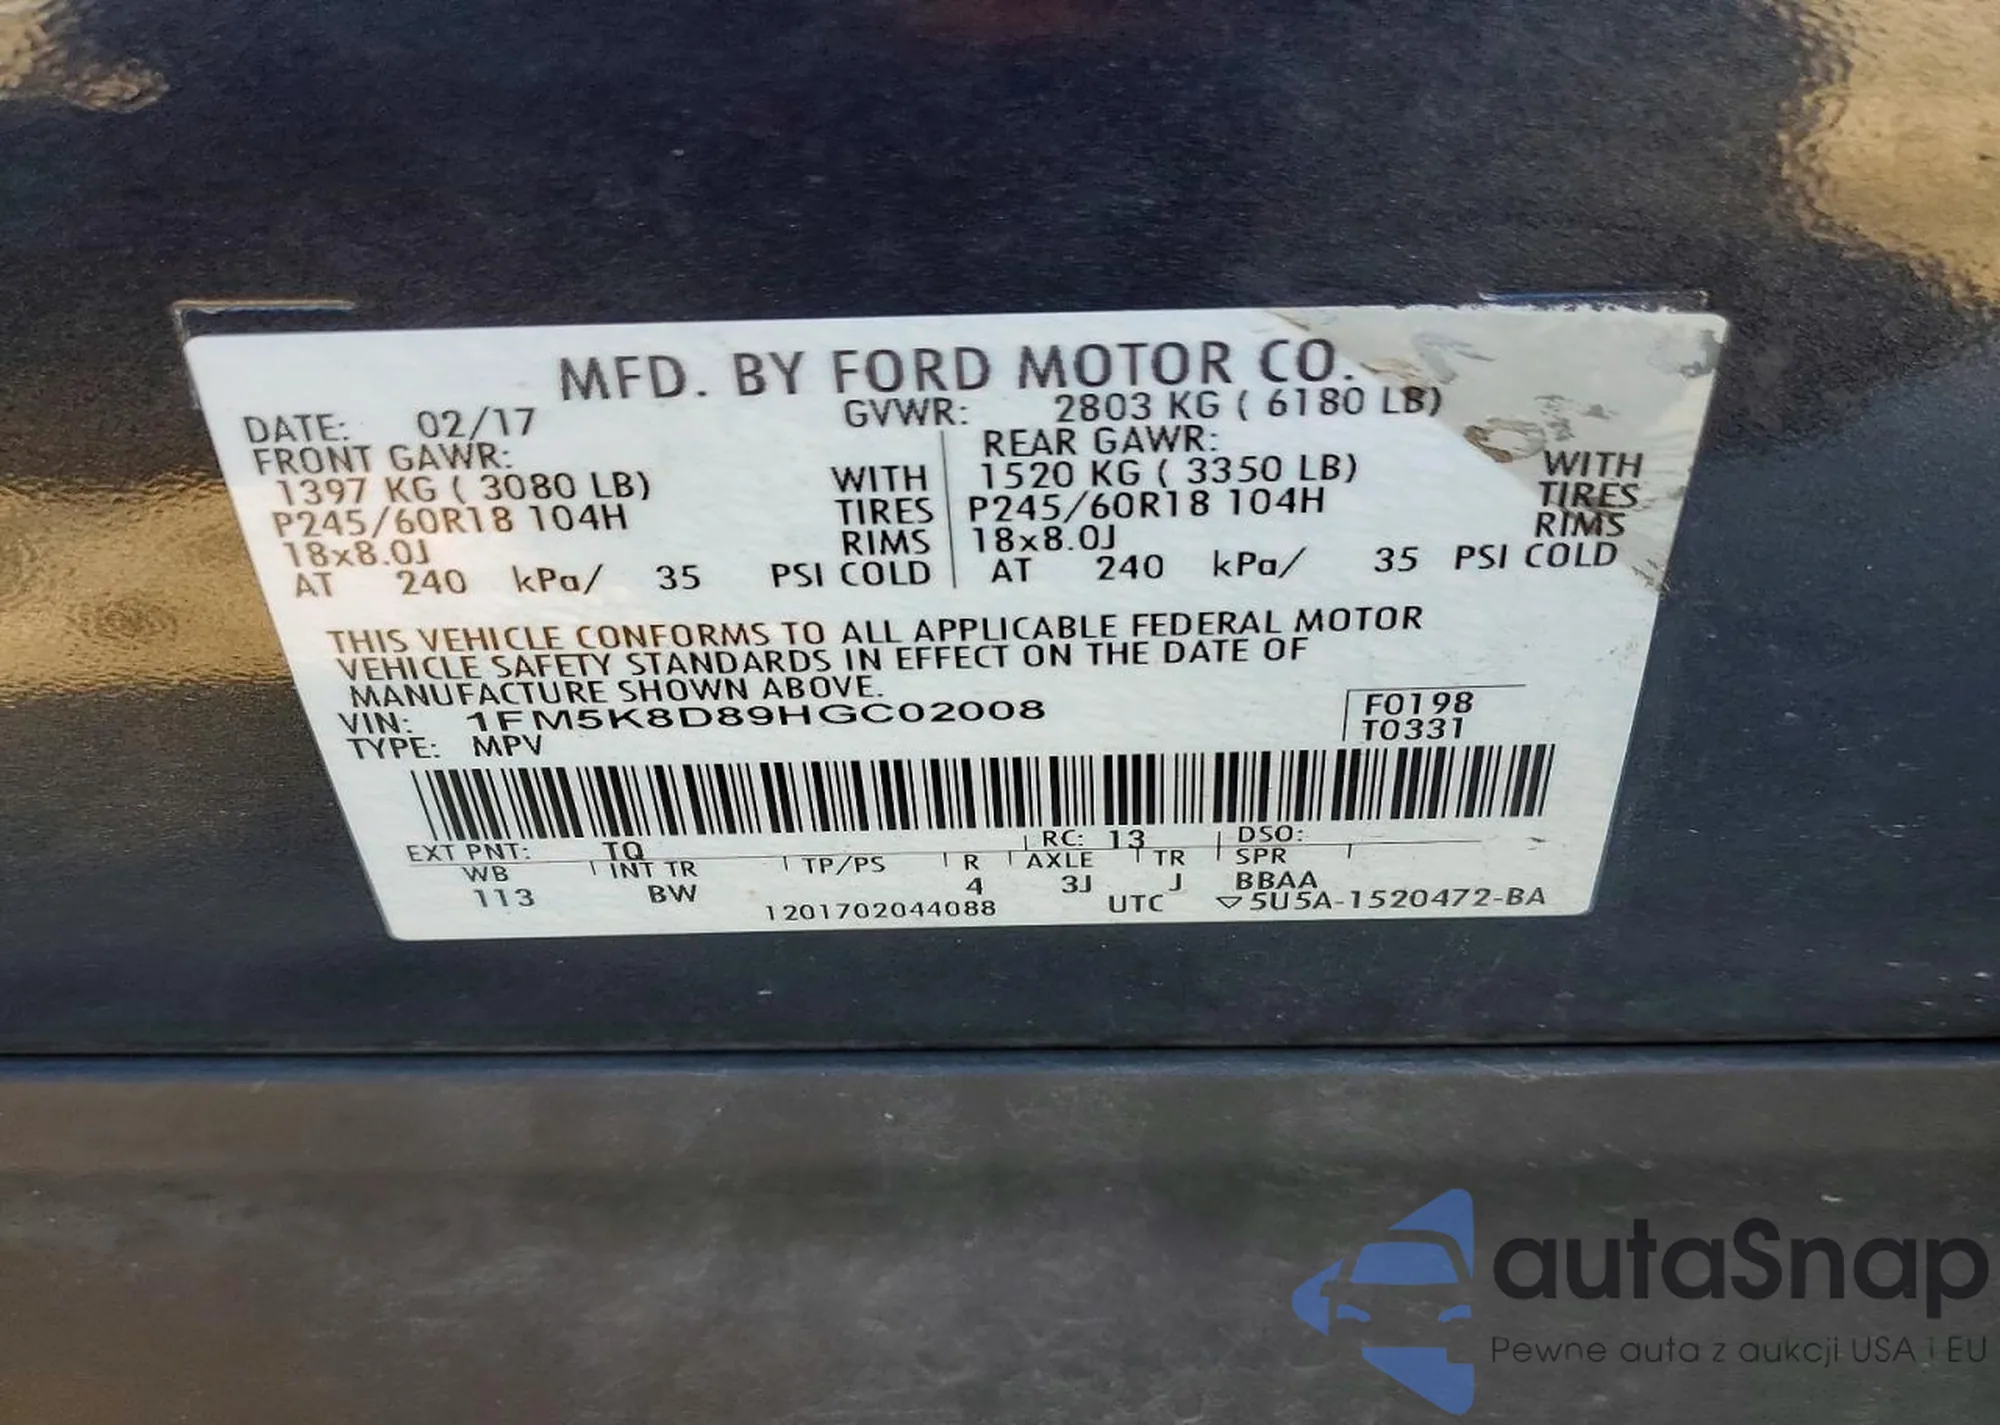 MFD. BY FORD MOTOR CO.
DATE: 02/17 GVWR: 2803 KG ( 6180 LB)
FRONT GAWR: REAR GAWR:
1397 KG ( 3080 LB) WITH 1520 KG ( 3350 LB) WITH
P245/60R18 104H TIRES P245/60R18 104H TIRES
18x8.0J RIMS 18x8.0J RIMS
AT 240 kPa/ 35 PSI COLD AT 240 kPa/ 35 PSI COLD
THIS VEHICLE CONFORMS TO ALL APPLICABLE FEDERAL MOTOR
VEHICLE SAFETY STANDARDS IN EFFECT ON THE DATE OF
MANUFACTURE SHOWN ABOVE.
VIN: 1FM5K8D89HGC02008 F0198
TYPE: MPV T0331
EXT PNT: TQ RC: 13 DSO:
WB INT TR TP/PS R AXLE TR SPR
113 BW 4 3J J BBAA
1201702044088 UTC ▽5U5A-1520472-BA
autaSnap
Pewne auta z aukcji USA i EU